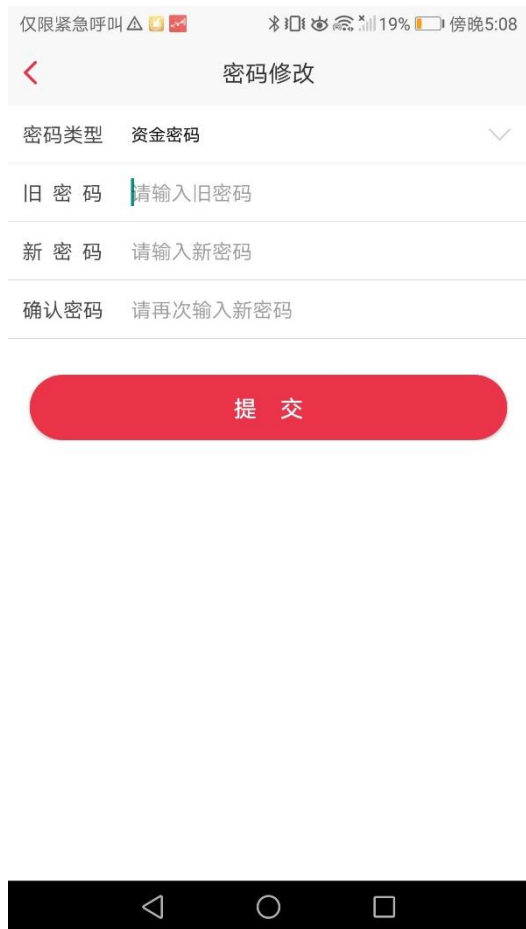 仅限紧急呼叫 19% 傍晚5:08
密码修改
密码类型 资金密码
旧 密 码 请输入旧密码
新 密 码 请输入新密码
确认密码 请再次输入新密码
提 交